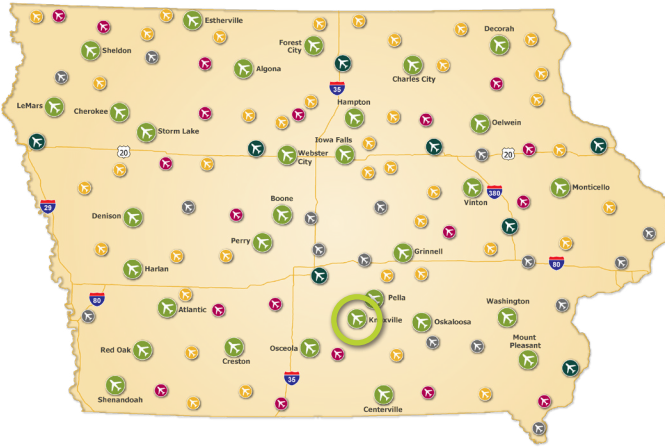 Estherville
Decorah
Forest
City
Sheldon
Algona
Charles City
35
LeMars
Cherokee
Hampton
Oelwein
Storm Lake
Iowa Falls
20
Webster
City
20
Vinton
380
Monticello
29
Denison
Boone
Perry
Grinnell
Harlan
80
80
Pella
Atlantic
Knoxville
Oskaloosa
Washington
Red Oak
Creston
Osceola
Mount
Pleasant
35
Shenandoah
Centerville